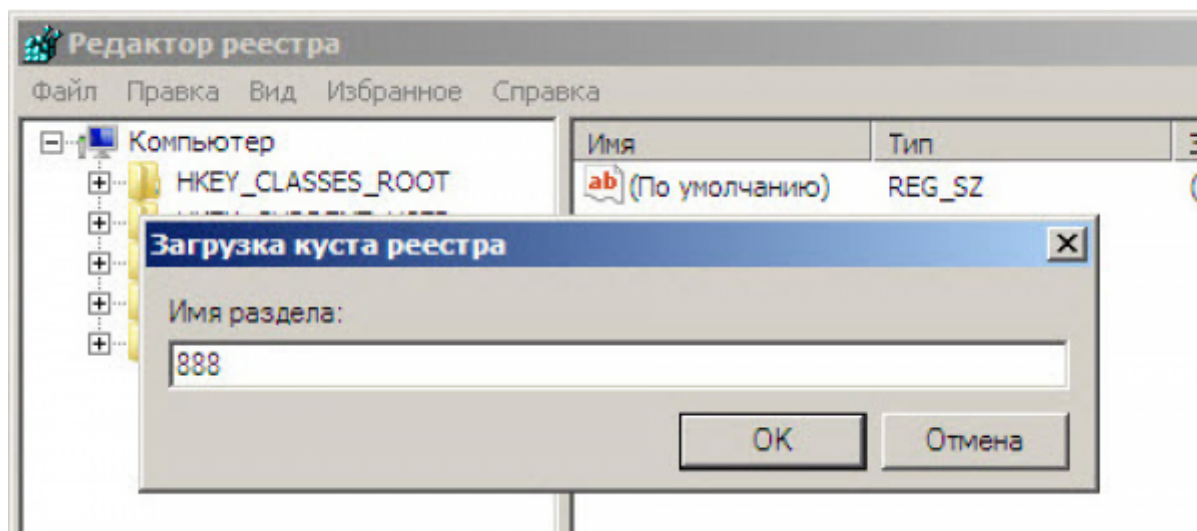 Редактор реестра
Файл Правка Вид Избранное Справка
Компьютер
HKEY_CLASSES_ROOT
Имя Тип
(По умолчанию) REG_SZ
Загрузка куста реестра
Имя раздела:
888
OK Отмена